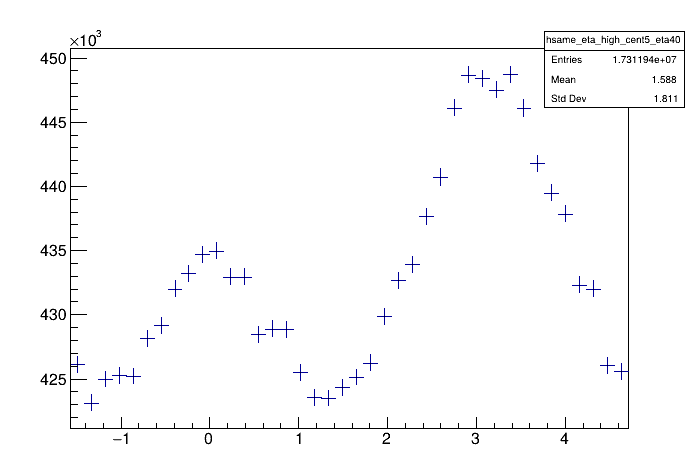 ×10³
hsame_eta_high_cent5_eta40
Entries 1.731194e+07
Mean 1.588
Std Dev 1.811
450
445
440
435
430
425
−1 0 1 2 3 4